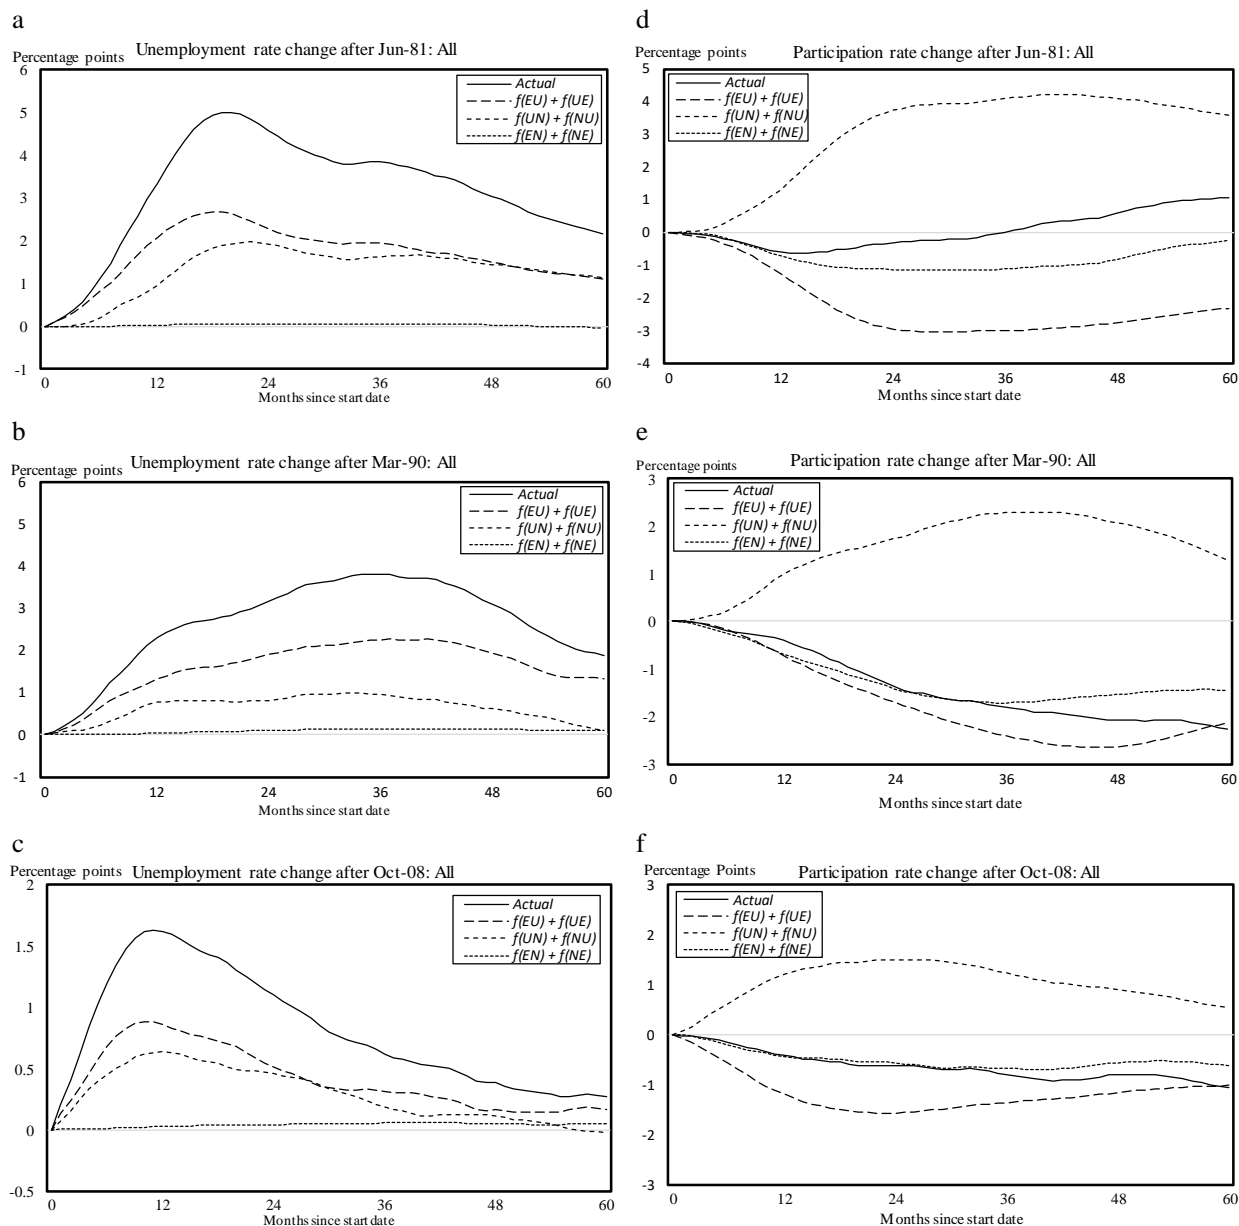 a
Unemployment rate change after Jun-81: All
Percentage points
6
5
4
3
2
1
0
-1
Actual
f(EU) + f(UE)
f(UN) + f(NU)
f(EN) + f(NE)
0 12 24 36 48 60
Months since start date
d
Participation rate change after Jun-81: All
Percentage Points
5
4
3
2
1
0
-1
-2
-3
-4
Actual
f(EU) + f(UE)
f(UN) + f(NU)
f(EN) + f(NE)
0 12 24 36 48 60
Months since start date
b
Unemployment rate change after Mar-90: All
Percentage points
6
5
4
3
2
1
0
-1
Actual
f(EU) + f(UE)
f(UN) + f(NU)
f(EN) + f(NE)
0 12 24 36 48 60
Months since start date
e
Participation rate change after Mar-90: All
Percentage points
3
2
1
0
-1
-2
-3
Actual
f(EU) + f(UE)
f(UN) + f(NU)
f(EN) + f(NE)
0 12 24 36 48 60
Months since start date
c
Percentage points Unemployment rate change after Oct-08: All
2
1.5
1
0.5
0
-0.5
Actual
f(EU) + f(UE)
f(UN) + f(NU)
f(EN) + f(NE)
0 12 24 36 48 60
Months since start date
f
Percentage Points Participation rate change after Oct-08: All
3
2
1
0
-1
-2
-3
Actual
f(EU) + f(UE)
f(UN) + f(NU)
f(EN) + f(NE)
0 12 24 36 48 60
Months since start date